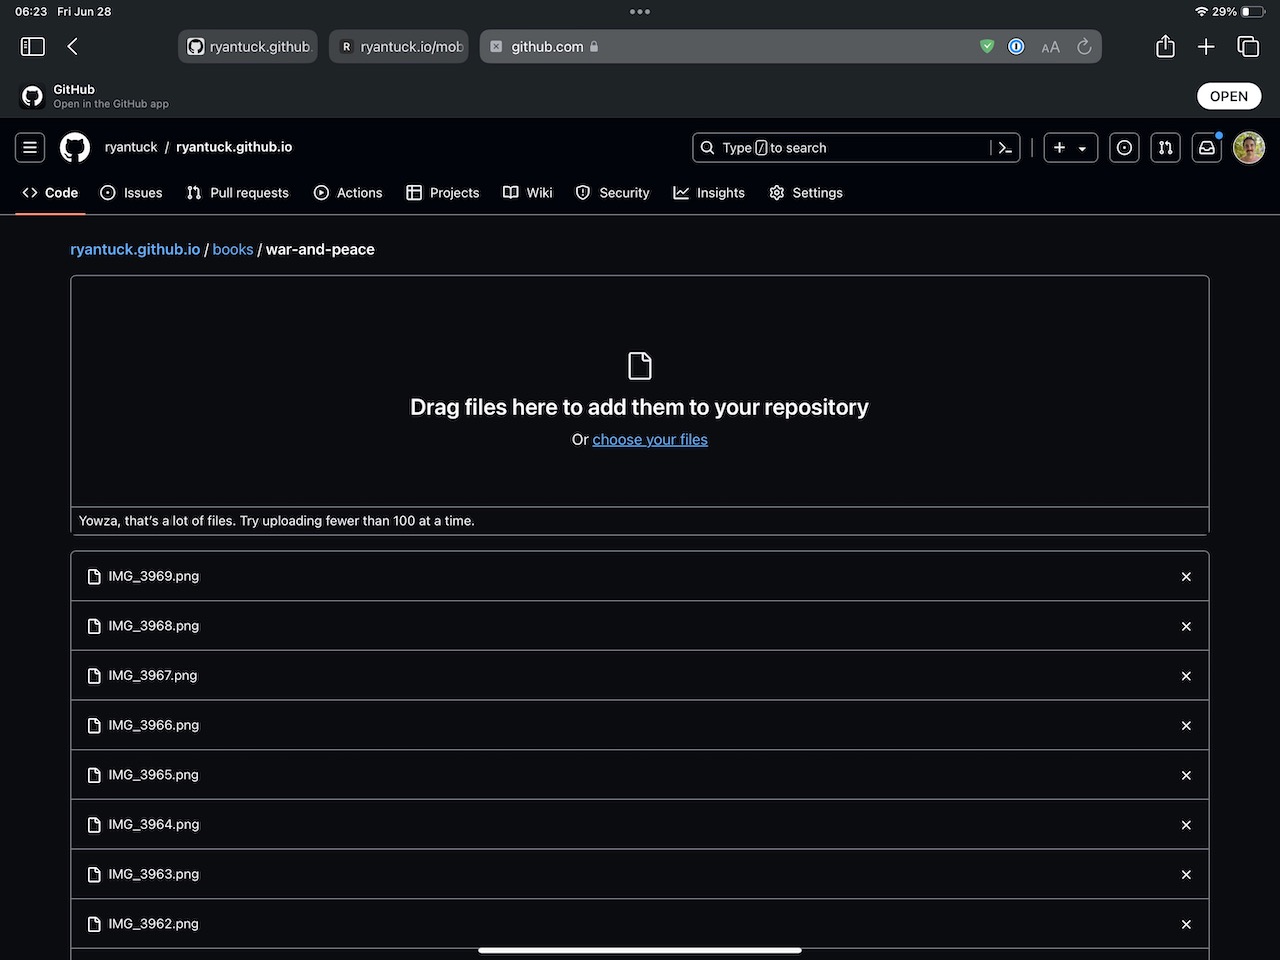 06:23 Fri Jun 28
29%
ryantuck.github
R ryantuck.io/mob
github.com
AA
GitHub
Open in the GitHub app
OPEN
ryantuck / ryantuck.github.io
Type / to search
Code
Issues
Pull requests
Actions
Projects
Wiki
Security
Insights
Settings
ryantuck.github.io / books / war-and-peace
Drag files here to add them to your repository
Or choose your files
Yowza, that’s a lot of files. Try uploading fewer than 100 at a time.
IMG_3969.png
IMG_3968.png
IMG_3967.png
IMG_3966.png
IMG_3965.png
IMG_3964.png
IMG_3963.png
IMG_3962.png